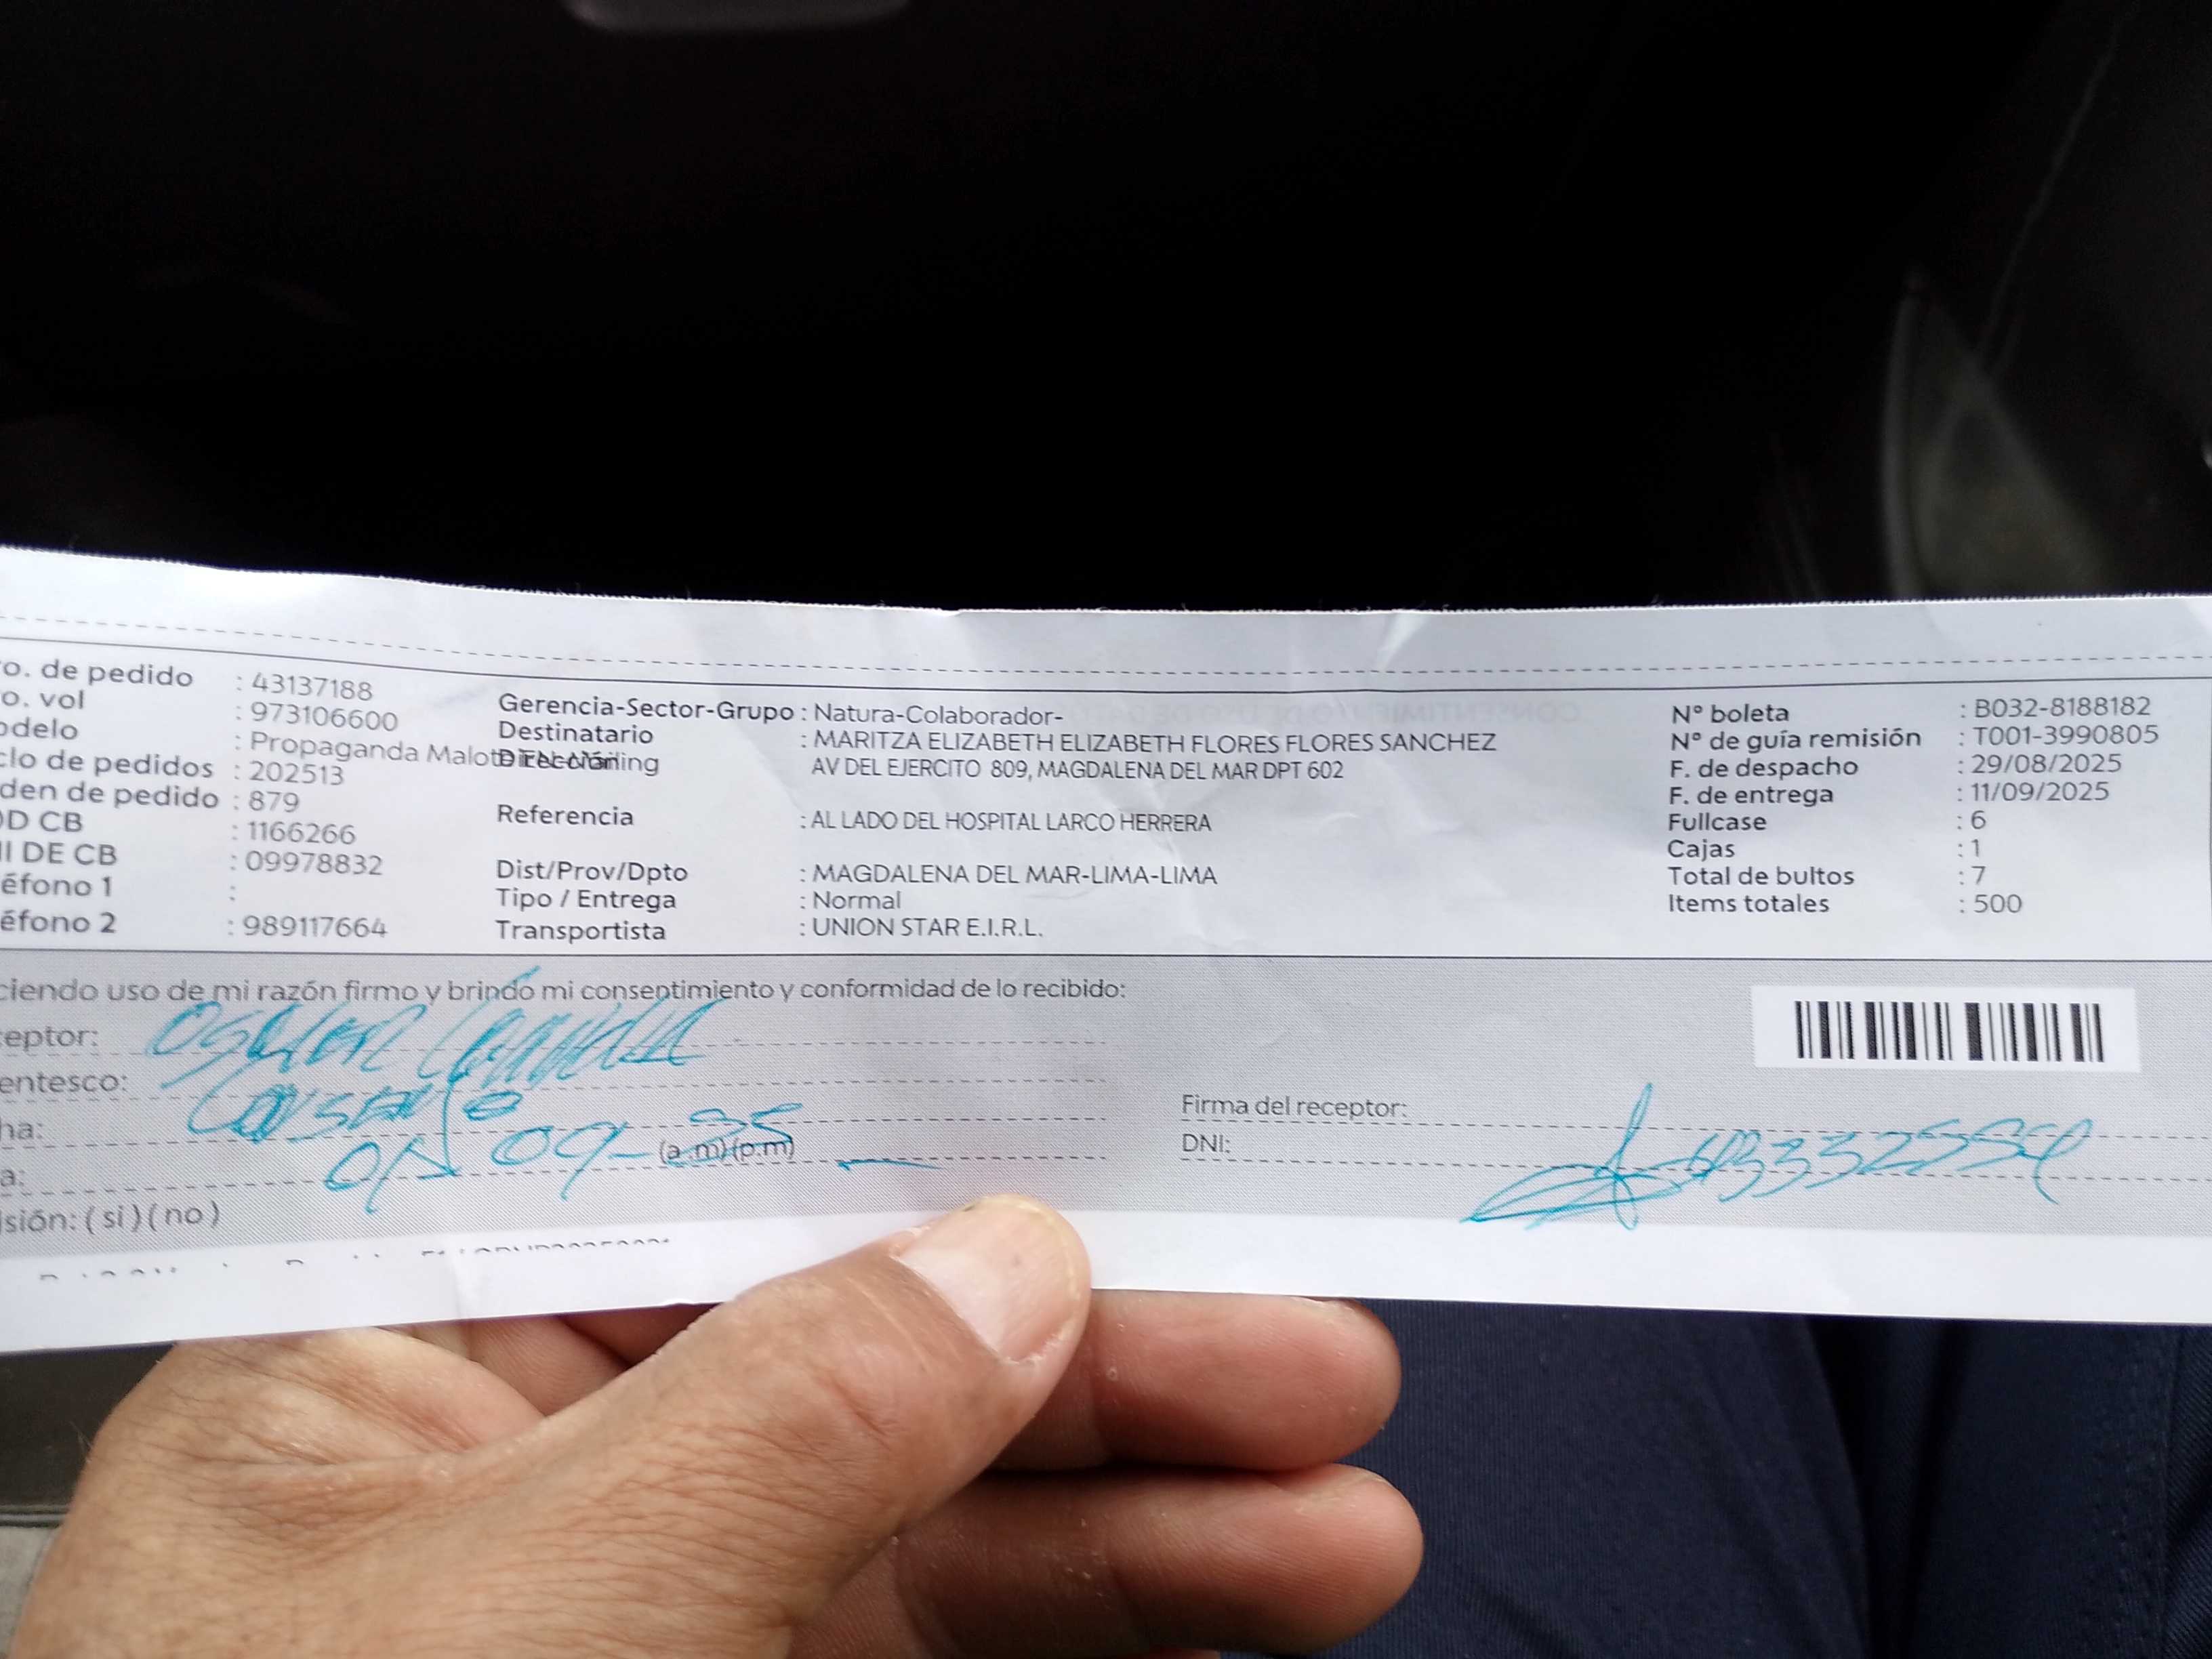 o. de pedido : 43137188
o. vol : 973106600
odelo : Propaganda Malote
clo de pedidos : 202513
den de pedido : 879
OD CB : 1166266
I DE CB : 09978832
éfono 1 :
éfono 2 : 989117664
Gerencia-Sector-Grupo : Natura-Colaborador-
Destinatario : MARITZA ELIZABETH ELIZABETH FLORES FLORES SANCHEZ
Dirección AV DEL EJERCITO 809, MAGDALENA DEL MAR DPT 602
Referencia : AL LADO DEL HOSPITAL LARCO HERRERA
Dist/Prov/Dpto : MAGDALENA DEL MAR-LIMA-LIMA
Tipo / Entrega : Normal
Transportista : UNION STAR E.I.R.L.
N° boleta : B032-8188182
N° de guía remisión : T001-3990805
F. de despacho : 29/08/2025
F. de entrega : 11/09/2025
Fullcase : 6
Cajas : 1
Total de bultos : 7
Items totales : 500
ciendo uso de mi razón firmo y brindo mi consentimiento y conformidad de lo recibido:
ceptor:
entesco:
ha:
a: (a.m)(p.m)
isión: (si)(no)
Firma del receptor:
DNI: